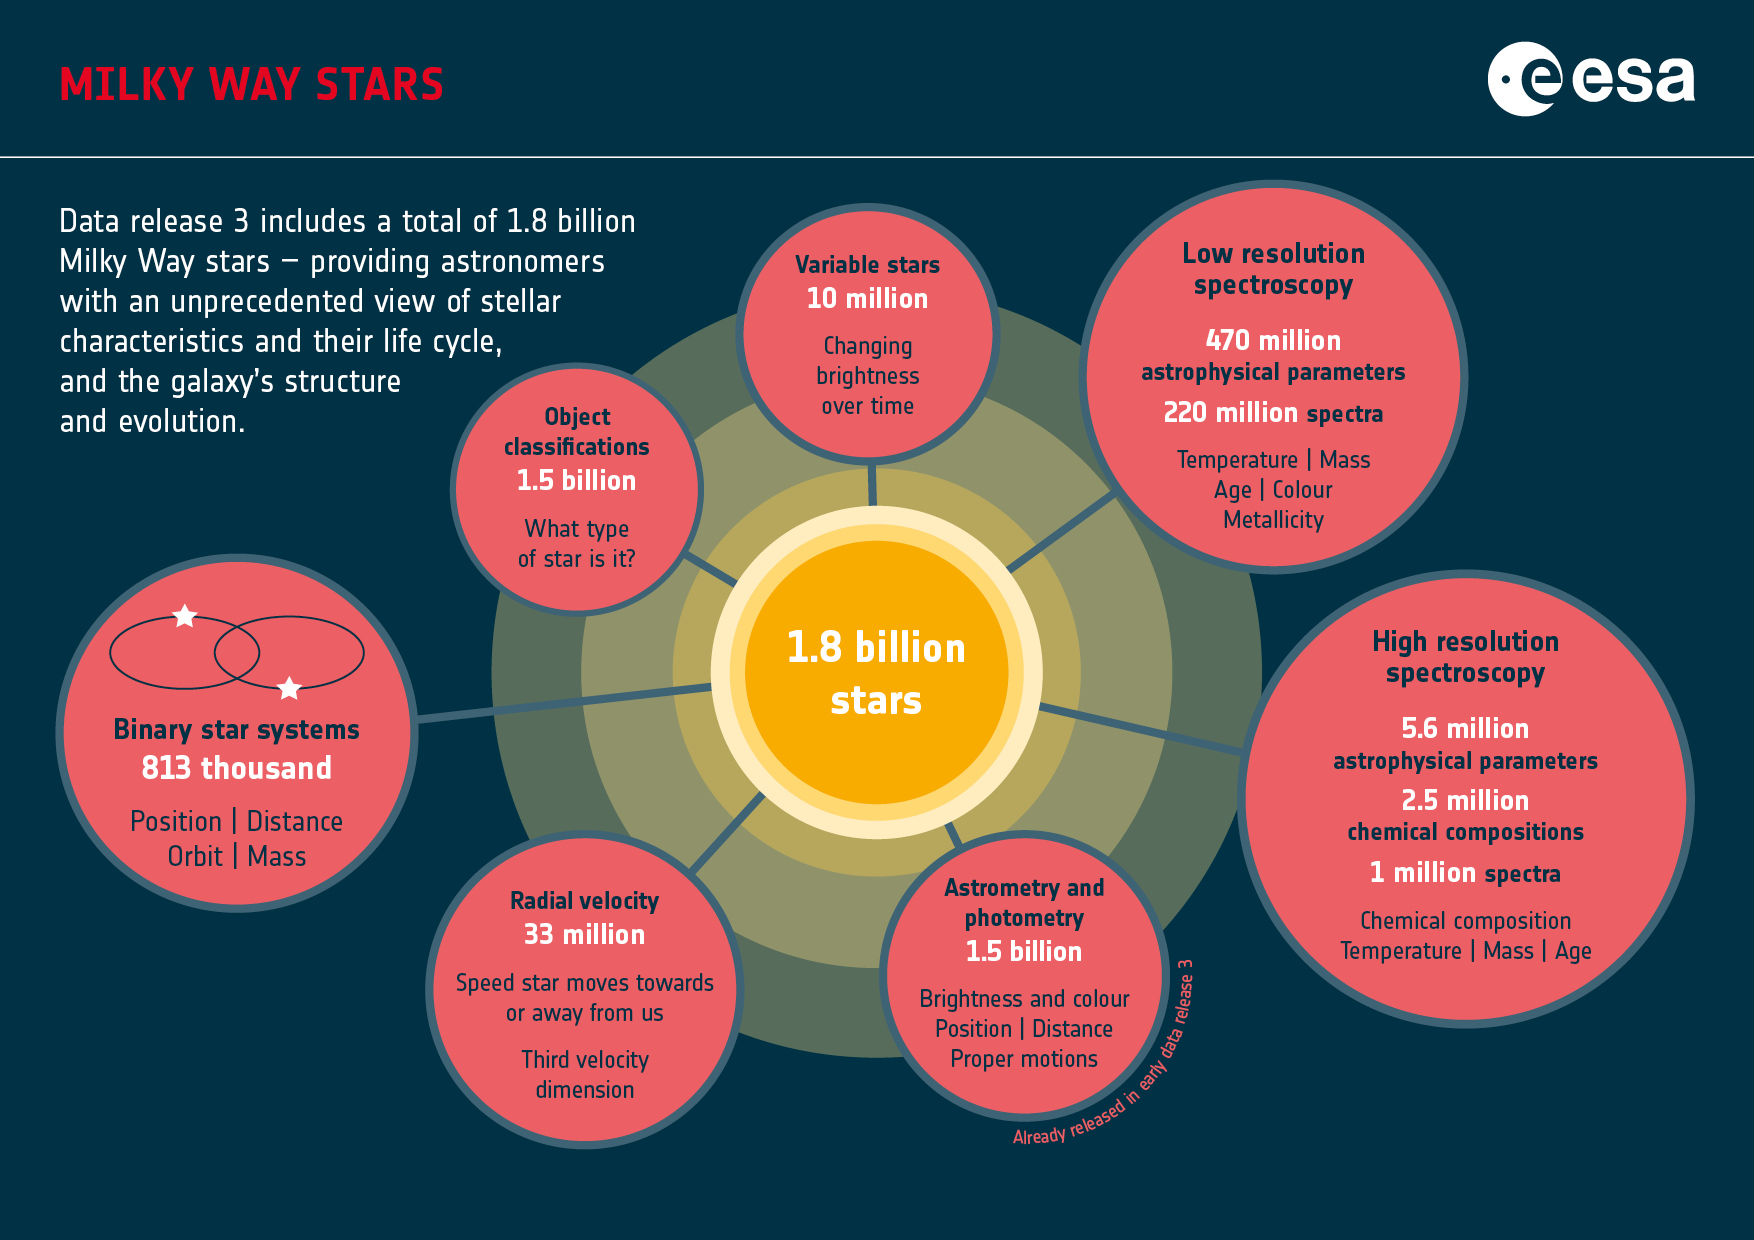 MILKY WAY STARS
esa
Data release 3 includes a total of 1.8 billion
Milky Way stars – providing astronomers
with an unprecedented view of stellar
characteristics and their life cycle,
and the galaxy's structure
and evolution.
Variable stars
10 million
Changing
brightness
over time
Low resolution
spectroscopy
470 million
astrophysical parameters
220 million spectra
Temperature | Mass
Age | Colour
Metallicity
Object
classifications
1.5 billion
What type
of star is it?
1.8 billion
stars
Binary star systems
813 thousand
Position | Distance
Orbit | Mass
High resolution
spectroscopy
5.6 million
astrophysical parameters
2.5 million
chemical compositions
1 million spectra
Chemical composition
Temperature | Mass | Age
Radial velocity
33 million
Speed star moves towards
or away from us
Third velocity
dimension
Astrometry and
photometry
1.5 billion
Brightness and colour
Position | Distance
Proper motions
Already released in early data release 3